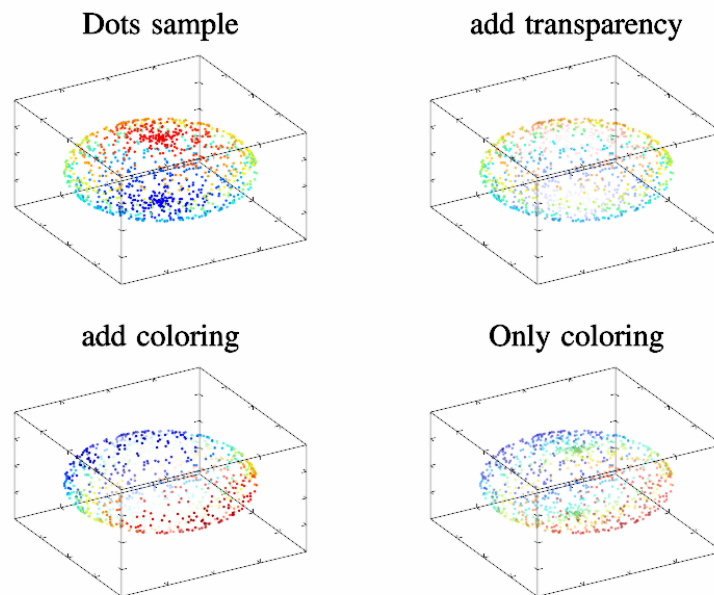 Dots sample
add transparency
add coloring
Only coloring